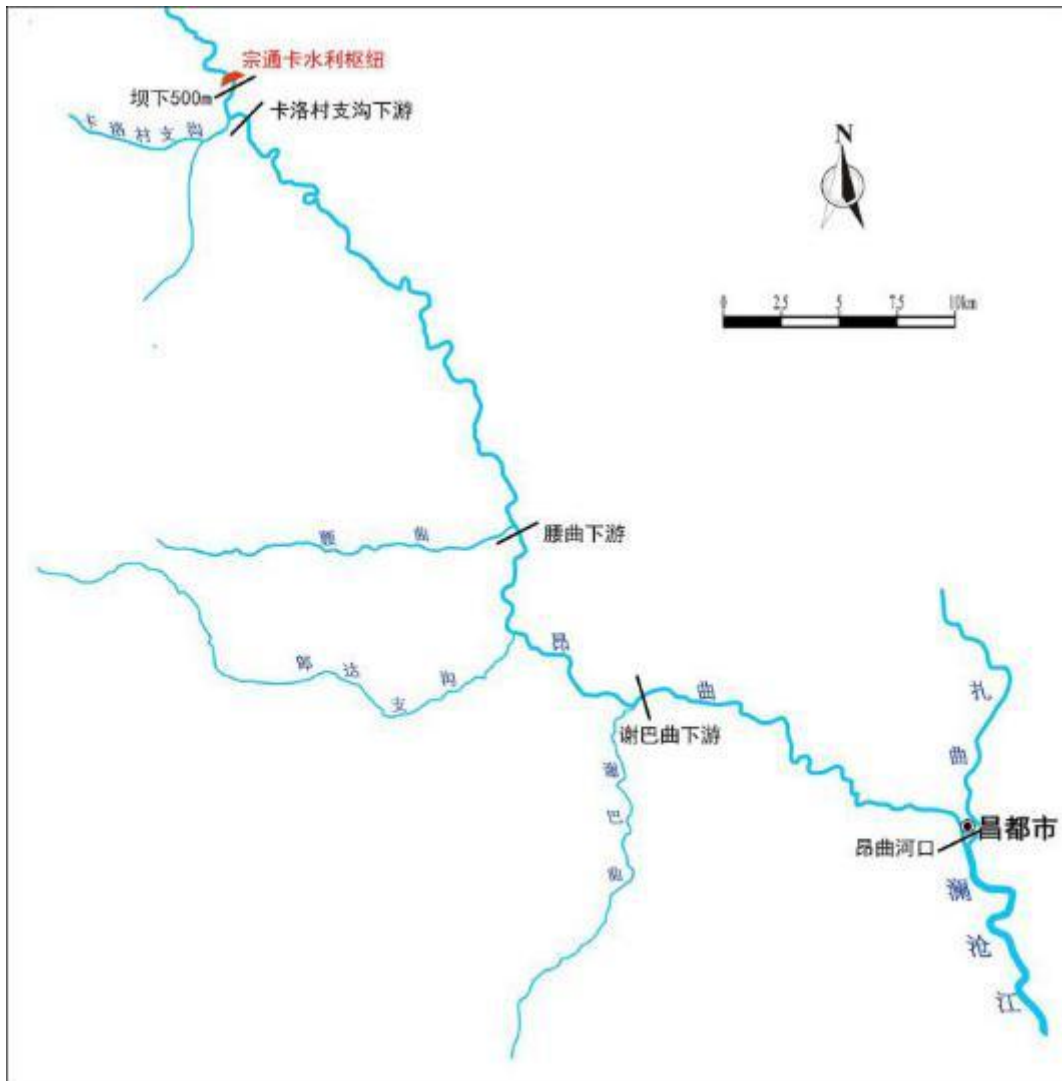 宗通卡水利枢纽
坝下500m
卡洛村支沟下游
卡洛村支沟
N
0 2.5 5 7.5 10km
腰曲下游
腰曲
昂曲
郭达支沟
扎曲
谢巴曲下游
谢巴曲
昌都市
昂曲河口
澜沧江